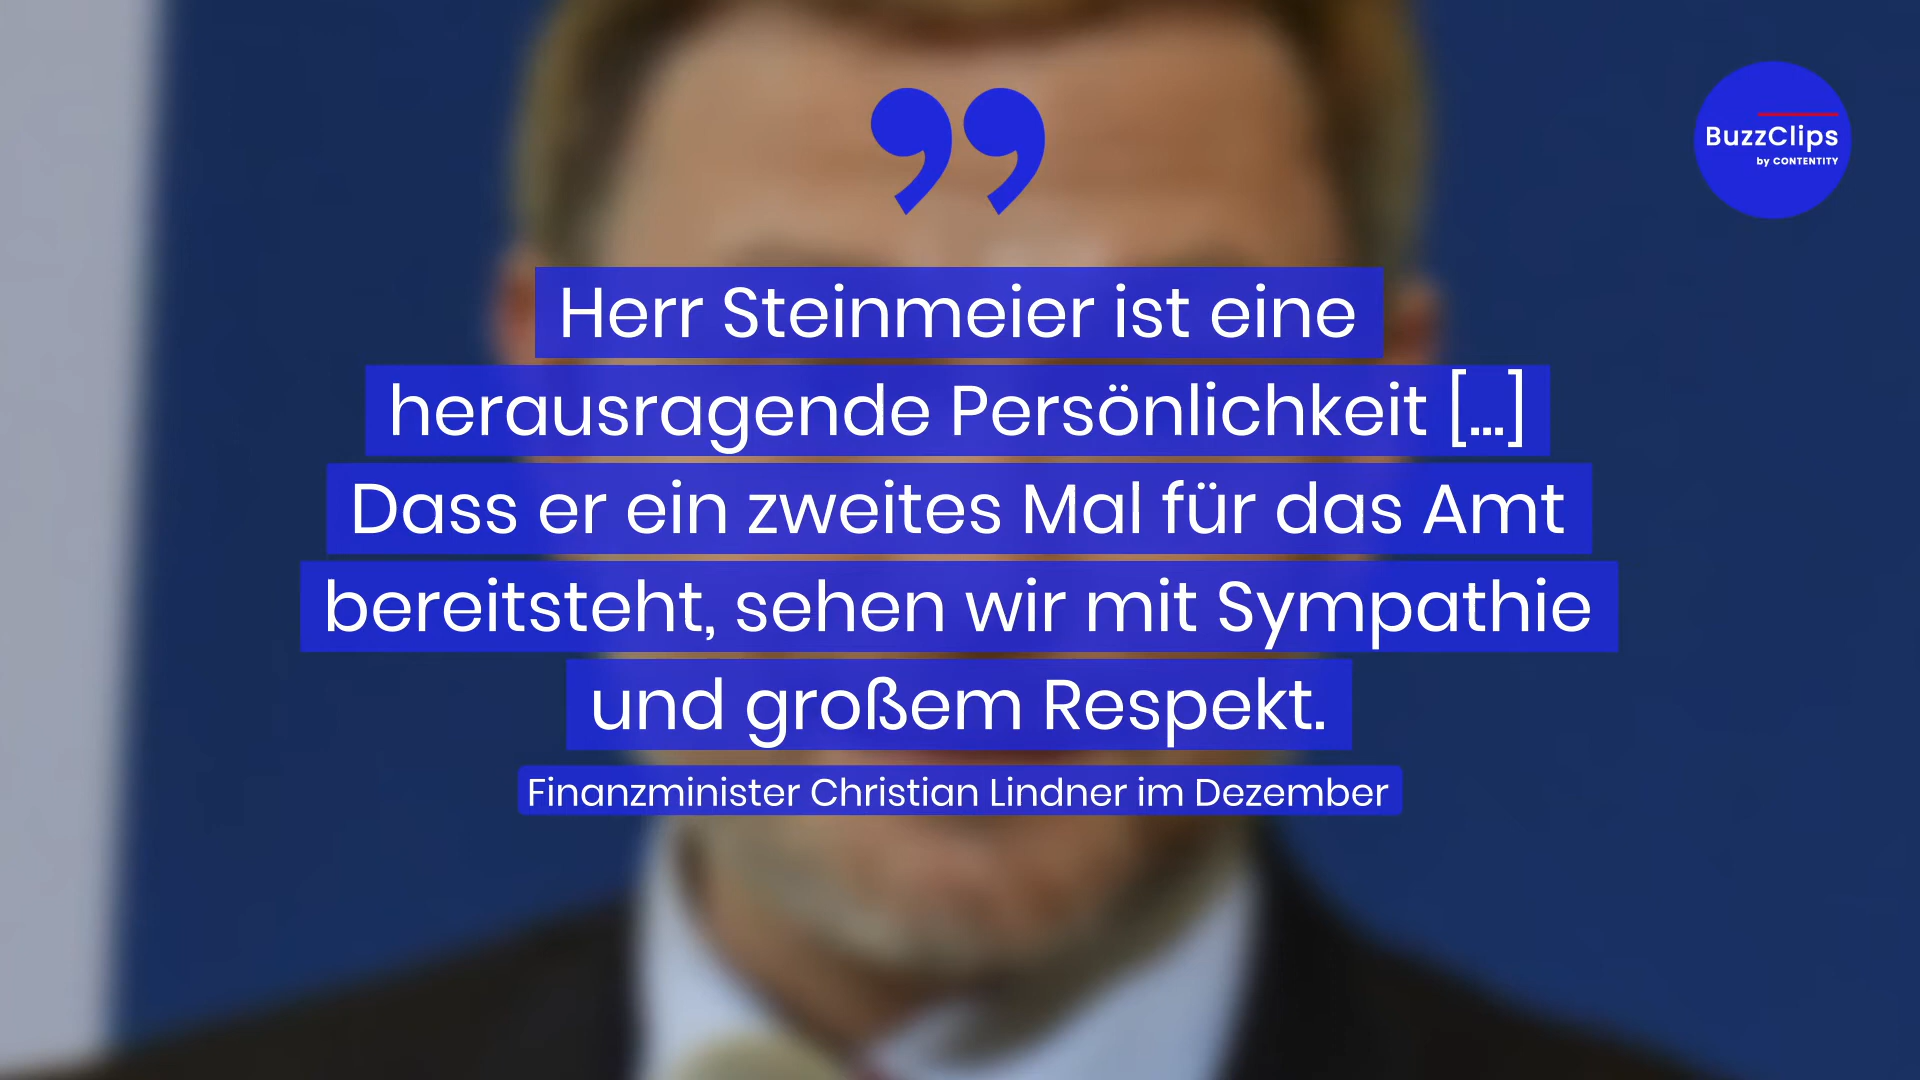 ”
BuzzClips
by CONTENTITY
Herr Steinmeier ist eine
herausragende Persönlichkeit [...]
Dass er ein zweites Mal für das Amt
bereitsteht, sehen wir mit Sympathie
und großem Respekt.
Finanzminister Christian Lindner im Dezember